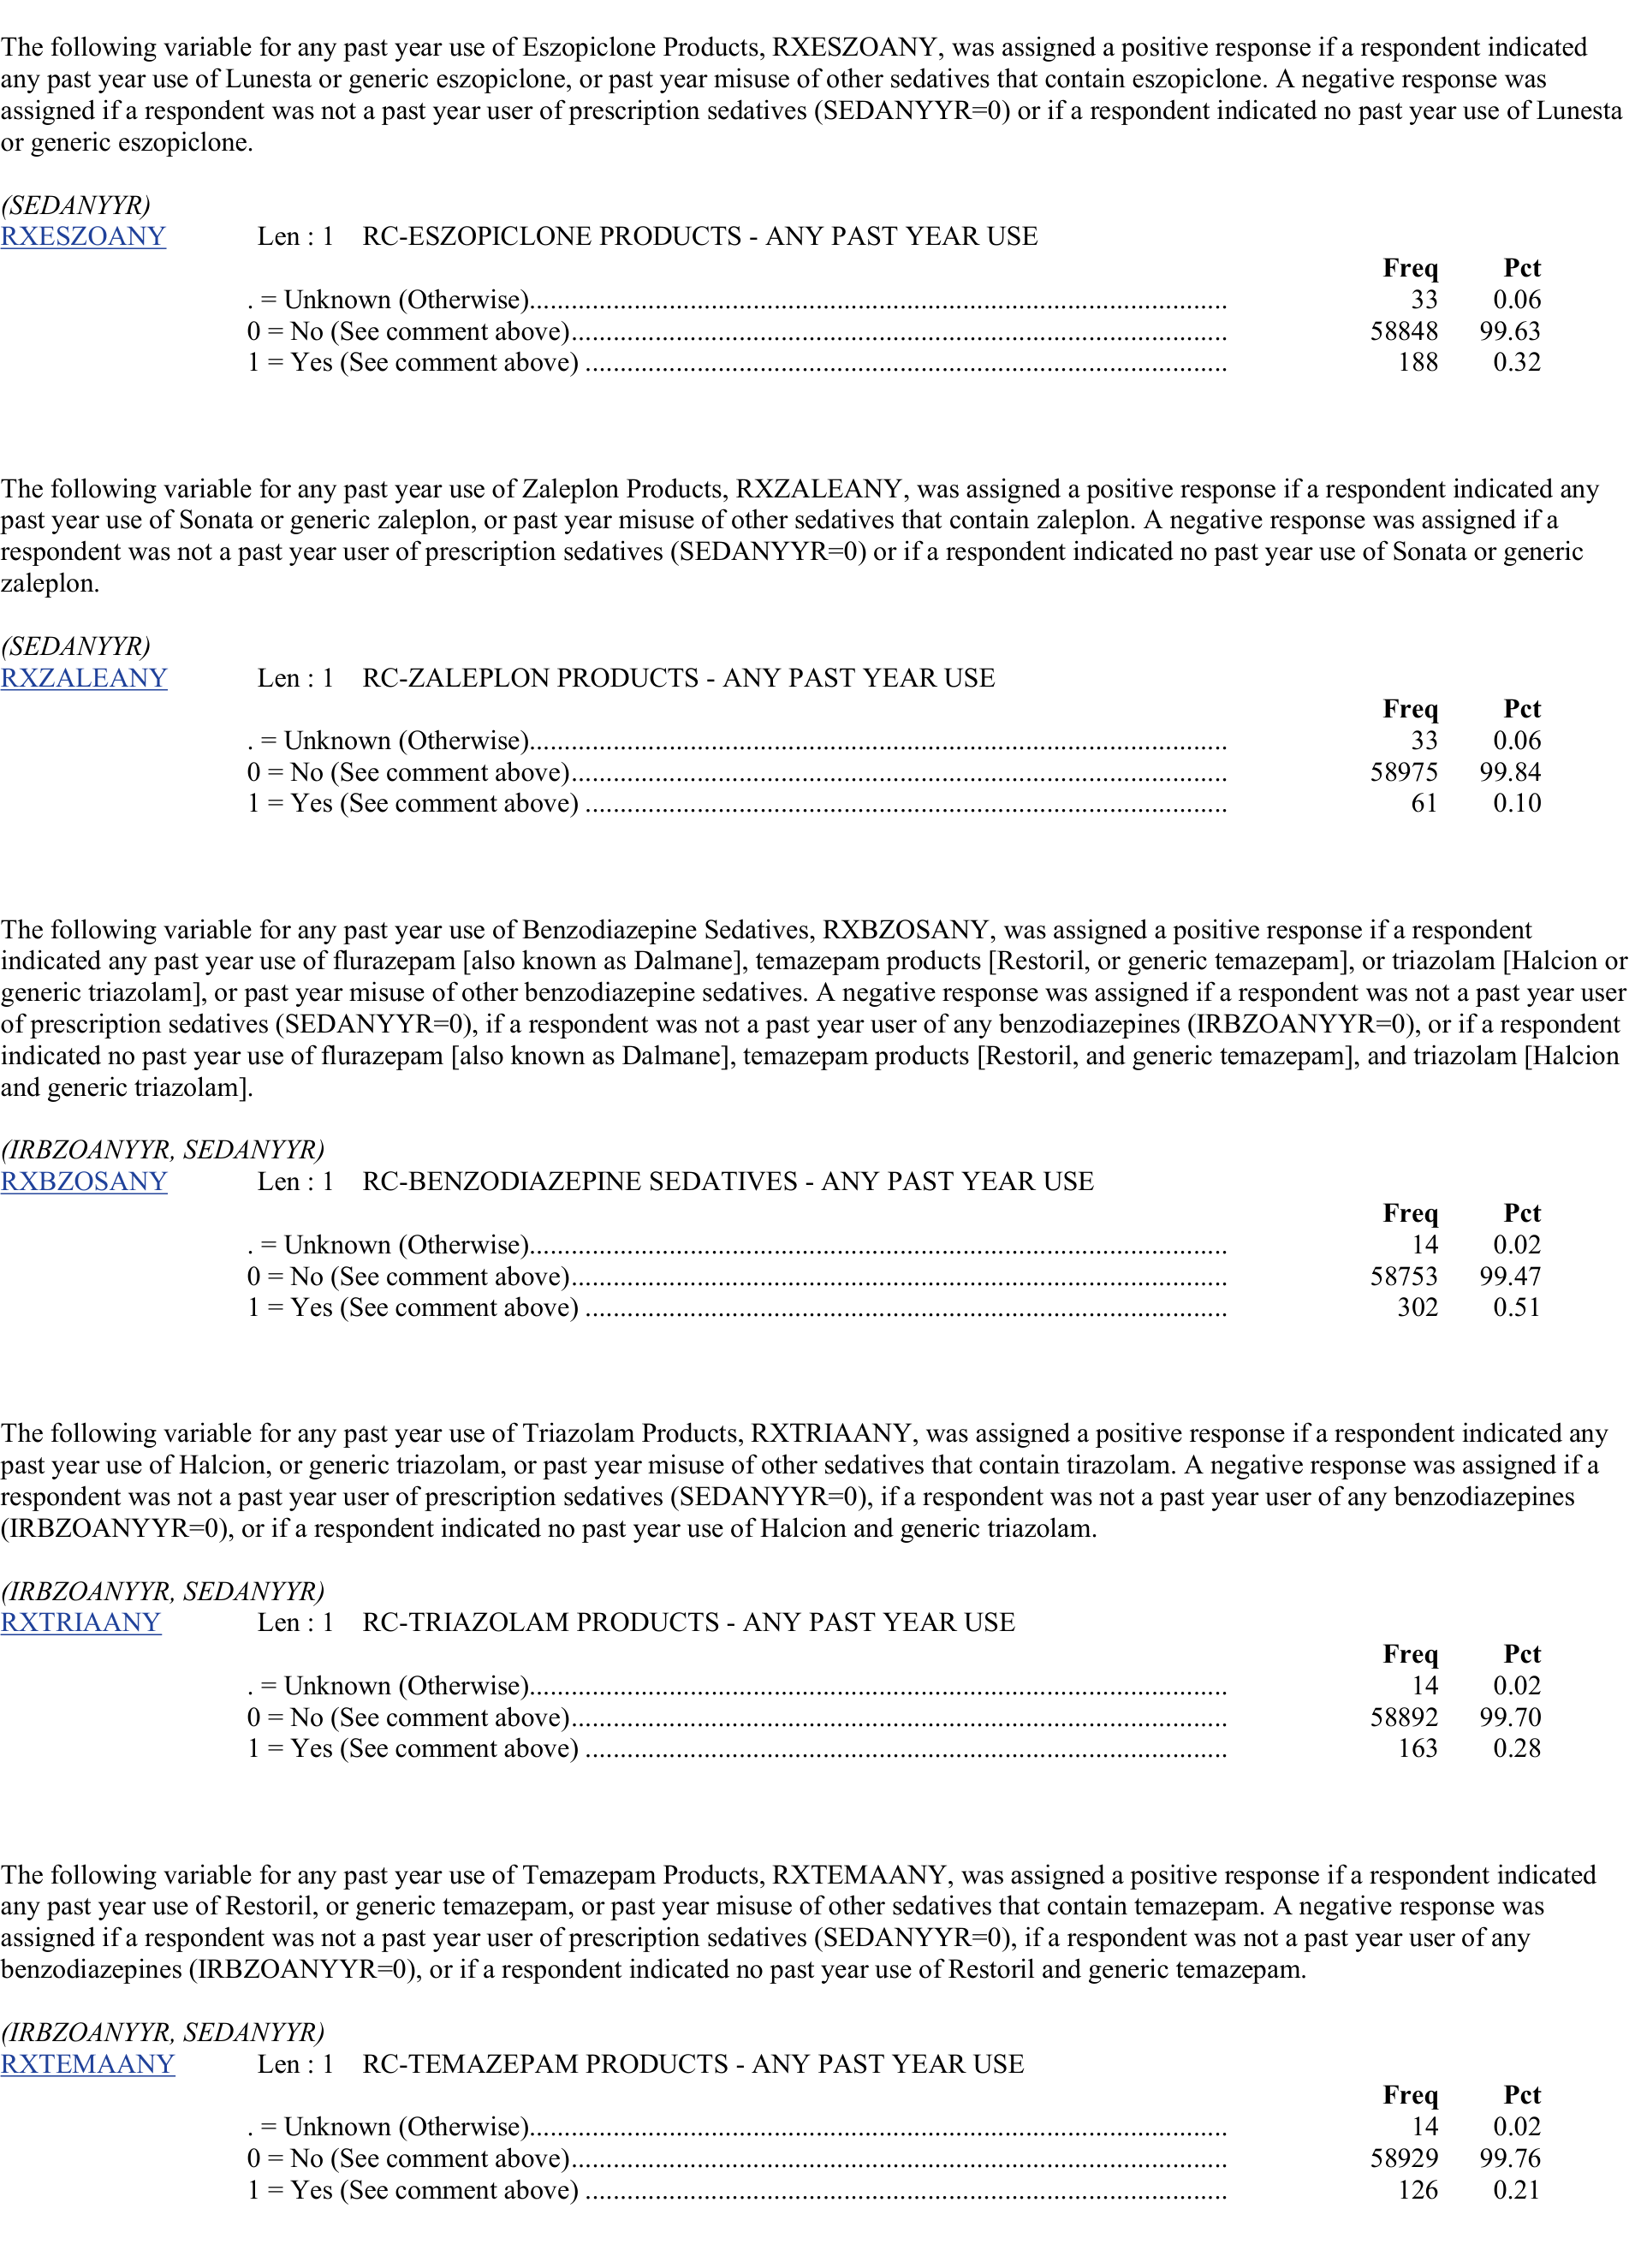 The following variable for any past year use of Eszopiclone Products, RXESZOANY, was assigned a positive response if a respondent indicated
any past year use of Lunesta or generic eszopiclone, or past year misuse of other sedatives that contain eszopiclone. A negative response was
assigned if a respondent was not a past year user of prescription sedatives (SEDANYYR=0) or if a respondent indicated no past year use of Lunesta
or generic eszopiclone.
(SEDANYYR)
RXESZOANY Len : 1 RC-ESZOPICLONE PRODUCTS - ANY PAST YEAR USE
Freq Pct
. = Unknown (Otherwise).................................................................................................... 33 0.06
0 = No (See comment above).............................................................................................. 58848 99.63
1 = Yes (See comment above) ............................................................................................ 188 0.32
The following variable for any past year use of Zaleplon Products, RXZALEANY, was assigned a positive response if a respondent indicated any
past year use of Sonata or generic zaleplon, or past year misuse of other sedatives that contain zaleplon. A negative response was assigned if a
respondent was not a past year user of prescription sedatives (SEDANYYR=0) or if a respondent indicated no past year use of Sonata or generic
zaleplon.
(SEDANYYR)
RXZALEANY Len : 1 RC-ZALEPLON PRODUCTS - ANY PAST YEAR USE
Freq Pct
. = Unknown (Otherwise).................................................................................................... 33 0.06
0 = No (See comment above).............................................................................................. 58975 99.84
1 = Yes (See comment above) ............................................................................................ 61 0.10
The following variable for any past year use of Benzodiazepine Sedatives, RXBZOSANY, was assigned a positive response if a respondent
indicated any past year use of flurazepam [also known as Dalmane], temazepam products [Restoril, or generic temazepam], or triazolam [Halcion or
generic triazolam], or past year misuse of other benzodiazepine sedatives. A negative response was assigned if a respondent was not a past year user
of prescription sedatives (SEDANYYR=0), if a respondent was not a past year user of any benzodiazepines (IRBZOANYYR=0), or if a respondent
indicated no past year use of flurazepam [also known as Dalmane], temazepam products [Restoril, and generic temazepam], and triazolam [Halcion
and generic triazolam].
(IRBZOANYYR, SEDANYYR)
RXBZOSANY Len : 1 RC-BENZODIAZEPINE SEDATIVES - ANY PAST YEAR USE
Freq Pct
. = Unknown (Otherwise).................................................................................................... 14 0.02
0 = No (See comment above).............................................................................................. 58753 99.47
1 = Yes (See comment above) ............................................................................................ 302 0.51
The following variable for any past year use of Triazolam Products, RXTRIAANY, was assigned a positive response if a respondent indicated any
past year use of Halcion, or generic triazolam, or past year misuse of other sedatives that contain tirazolam. A negative response was assigned if a
respondent was not a past year user of prescription sedatives (SEDANYYR=0), if a respondent was not a past year user of any benzodiazepines
(IRBZOANYYR=0), or if a respondent indicated no past year use of Halcion and generic triazolam.
(IRBZOANYYR, SEDANYYR)
RXTRIAANY Len : 1 RC-TRIAZOLAM PRODUCTS - ANY PAST YEAR USE
Freq Pct
. = Unknown (Otherwise).................................................................................................... 14 0.02
0 = No (See comment above).............................................................................................. 58892 99.70
1 = Yes (See comment above) ............................................................................................ 163 0.28
The following variable for any past year use of Temazepam Products, RXTEMAANY, was assigned a positive response if a respondent indicated
any past year use of Restoril, or generic temazepam, or past year misuse of other sedatives that contain temazepam. A negative response was
assigned if a respondent was not a past year user of prescription sedatives (SEDANYYR=0), if a respondent was not a past year user of any
benzodiazepines (IRBZOANYYR=0), or if a respondent indicated no past year use of Restoril and generic temazepam.
(IRBZOANYYR, SEDANYYR)
RXTEMAANY Len : 1 RC-TEMAZEPAM PRODUCTS - ANY PAST YEAR USE
Freq Pct
. = Unknown (Otherwise).................................................................................................... 14 0.02
0 = No (See comment above).............................................................................................. 58929 99.76
1 = Yes (See comment above) ............................................................................................ 126 0.21